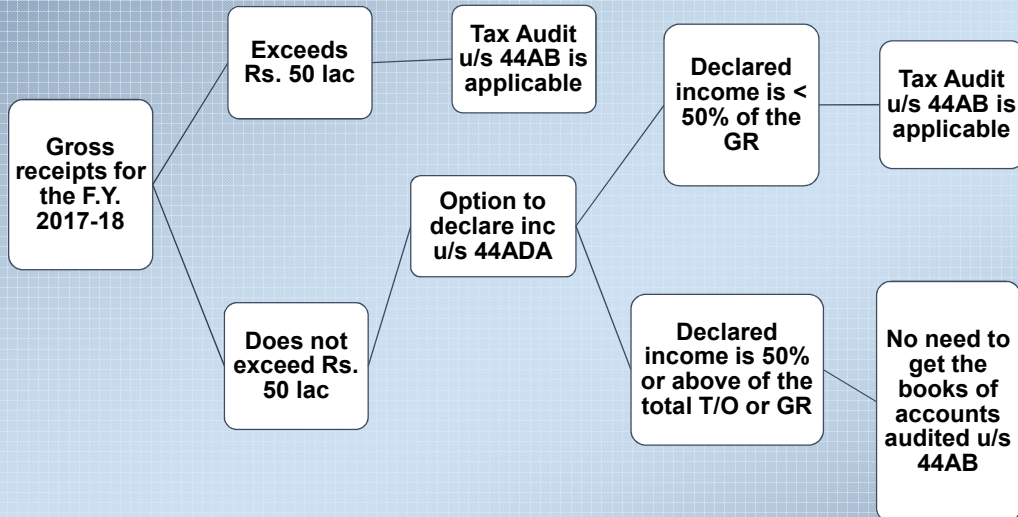 Gross
receipts for
the F.Y.
2017-18
Exceeds
Rs. 50 lac
Tax Audit
u/s 44AB is
applicable
Does not
exceed Rs.
50 lac
Option to
declare inc
u/s 44ADA
Declared
income is <
50% of the
GR
Tax Audit
u/s 44AB is
applicable
Declared
income is 50%
or above of the
total T/O or GR
No need to
get the
books of
accounts
audited u/s
44AB